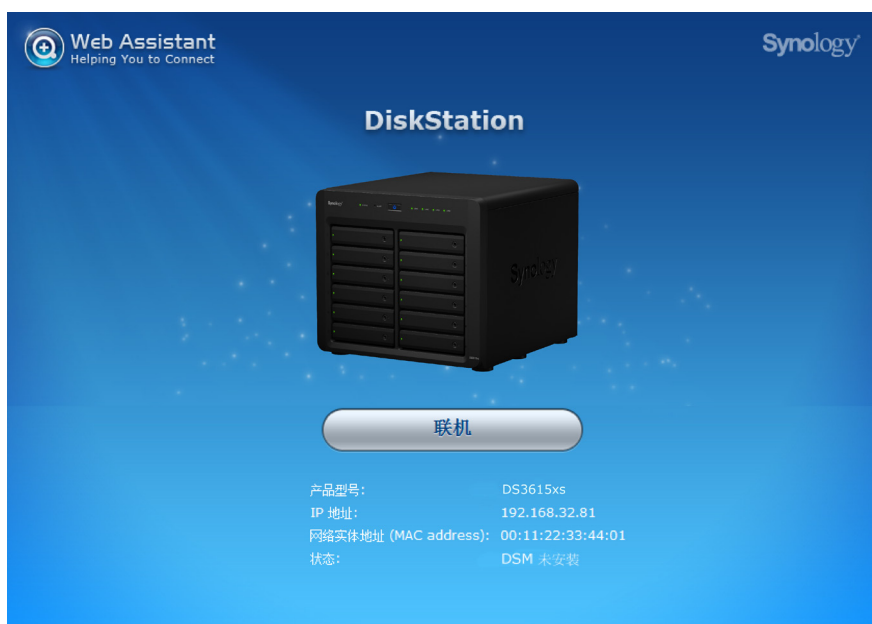 Web Assistant
Helping You to Connect
Synology
DiskStation
Synology
Synology
联机
产品型号: DS3615xs
IP 地址: 192.168.32.81
网络实体地址 (MAC address): 00:11:22:33:44:01
状态: DSM 未安装